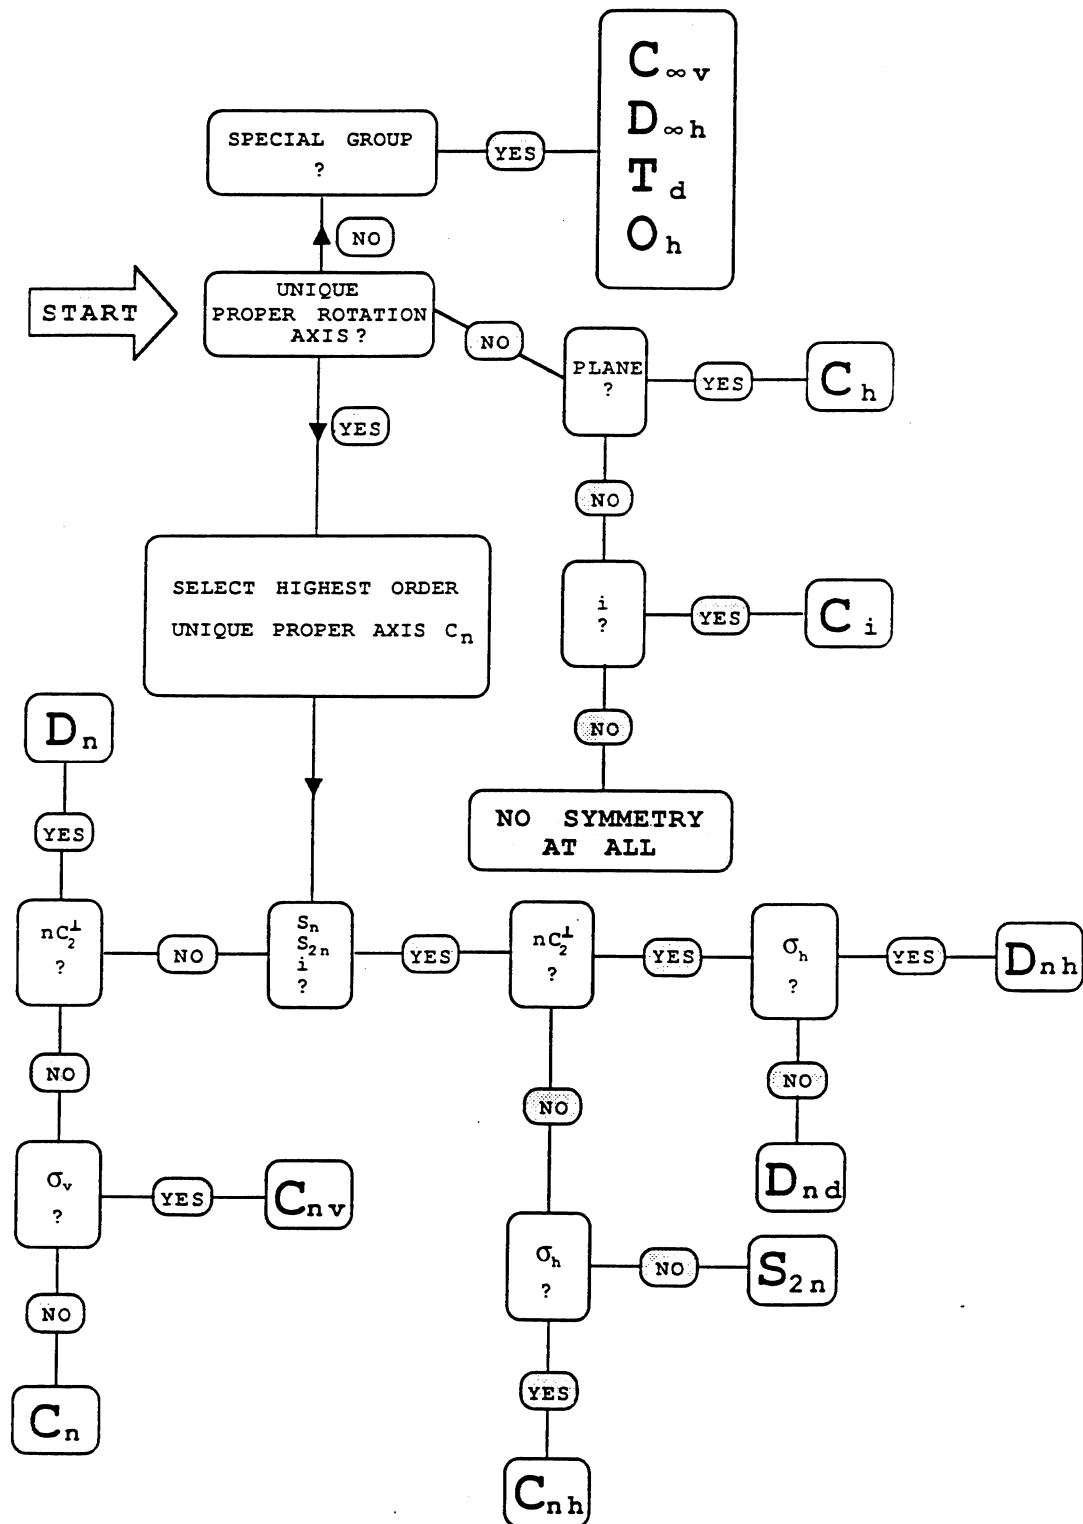 C∞v
D∞h
Td
Oh
SPECIAL GROUP
?
YES
NO
START
UNIQUE
PROPER ROTATION
AXIS?
NO
PLANE
?
YES
Ch
YES
NO
SELECT HIGHEST ORDER
UNIQUE PROPER AXIS Cn
i
?
YES
Ci
NO
NO SYMMETRY
AT ALL
Dn
YES
nC2⊥
?
NO
Sn
S2n
i
?
YES
nC2⊥
?
YES
σh
?
YES
Dnh
NO
NO
NO
Dnd
σv
?
YES
Cnv
σh
?
NO
S2n
NO
YES
Cn
Cnh